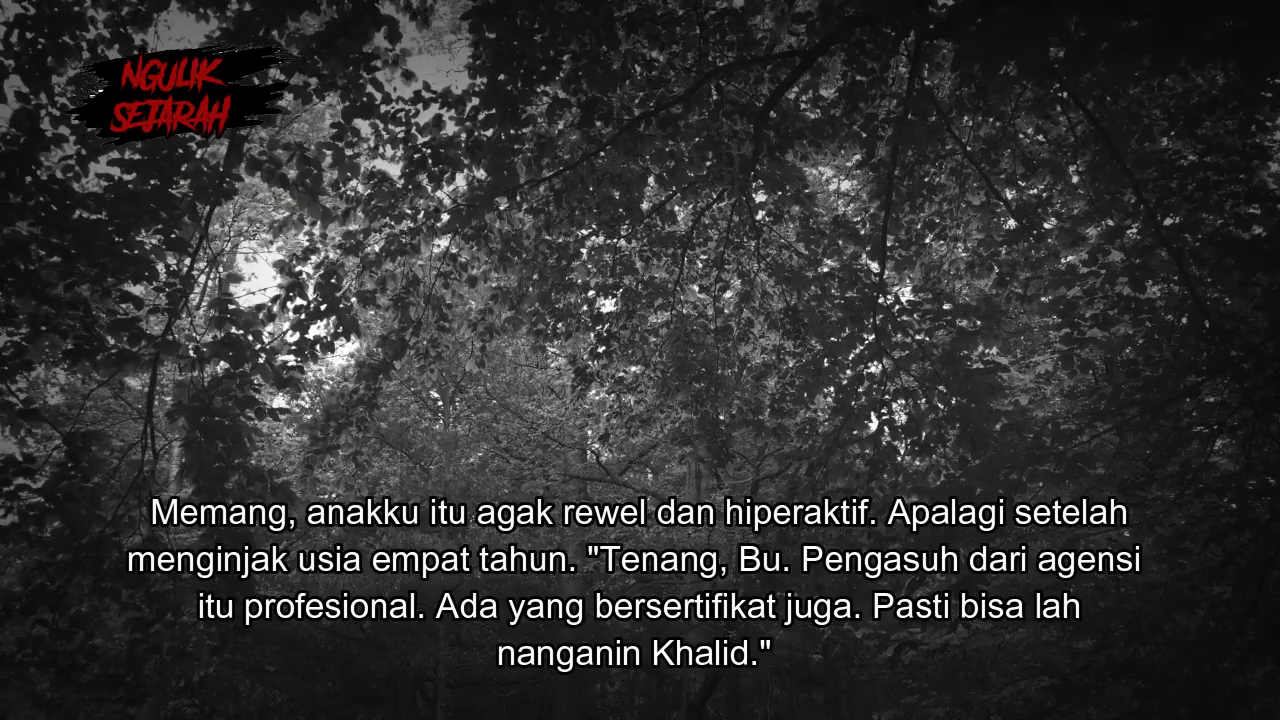 NGULIK
SEJARAH
Memang, anakku itu agak rewel dan hiperaktif. Apalagi setelah
menginjak usia empat tahun. "Tenang, Bu. Pengasuh dari agensi
itu profesional. Ada yang bersertifikat juga. Pasti bisa lah
nanganin Khalid."